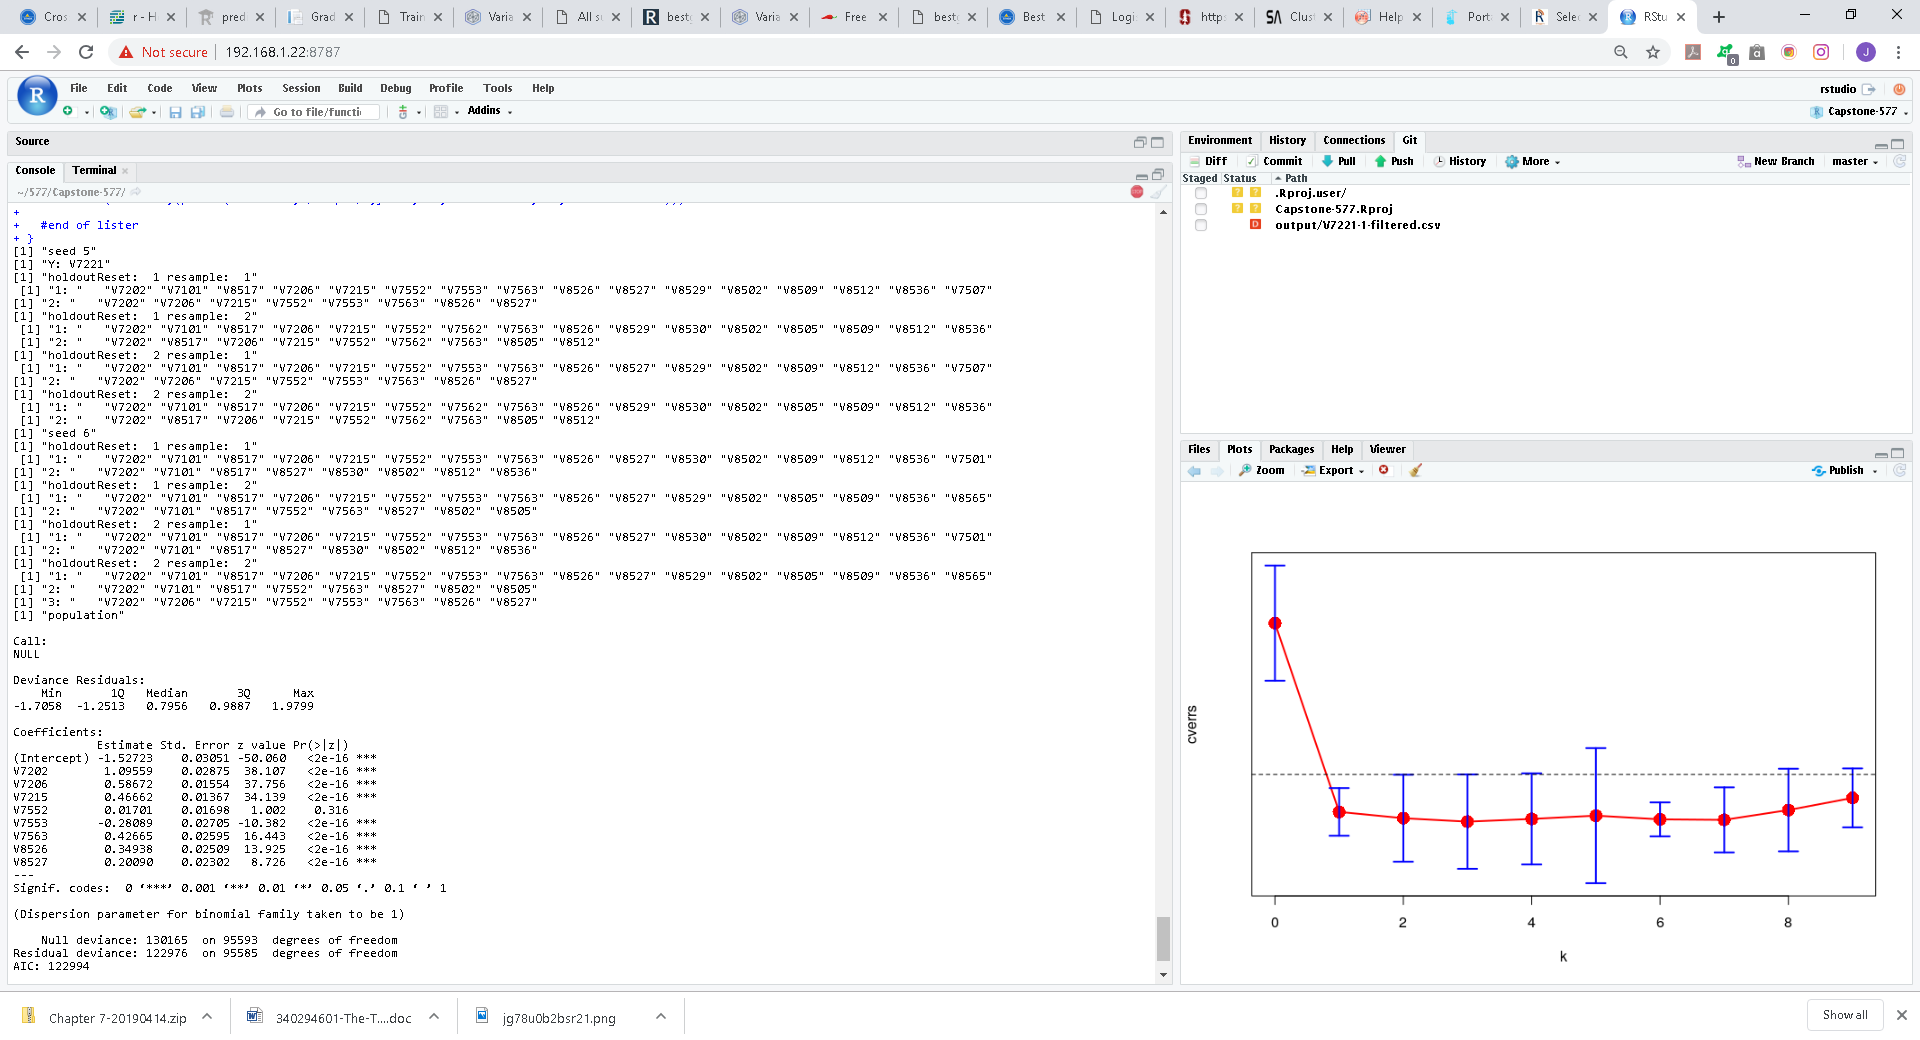 Cros
r - H
pred
Grad
Train
Varia
All su
best
Varia
Free
best
Best
Logi
http
Clust
Help
Port
Selec
RStu
Not secure
192.168.1.22:8787
File Edit Code View Plots Session Build Debug Profile Tools Help
rstudio
Go to file/functi
Addins
Capstone-577
Source
Console Terminal
~/577/Capstone-577/
+
+   #end of lister
+ }
[1] "seed 5"
[1] "Y: V7221"
[1] "holdoutReset:  1 resample:  1"
[1] "1: "   "V7202" "V7101" "V8517" "V7206" "V7215" "V7552" "V7553" "V7563" "V8526" "V8527" "V8529" "V8502" "V8509" "V8512" "V8536" "V7507"
[1] "2: "   "V7202" "V7206" "V7215" "V7552" "V7553" "V7563" "V8526" "V8527"
[1] "holdoutReset:  1 resample:  2"
[1] "1: "   "V7202" "V7101" "V8517" "V7206" "V7215" "V7552" "V7562" "V7563" "V8526" "V8529" "V8530" "V8502" "V8505" "V8509" "V8512" "V8536"
[1] "2: "   "V7202" "V8517" "V7206" "V7215" "V7552" "V7562" "V7563" "V8505" "V8512"
[1] "holdoutReset:  2 resample:  1"
[1] "1: "   "V7202" "V7101" "V8517" "V7206" "V7215" "V7552" "V7553" "V7563" "V8526" "V8527" "V8529" "V8502" "V8509" "V8512" "V8536" "V7507"
[1] "2: "   "V7202" "V7206" "V7215" "V7552" "V7553" "V7563" "V8526" "V8527"
[1] "holdoutReset:  2 resample:  2"
[1] "1: "   "V7202" "V7101" "V8517" "V7206" "V7215" "V7552" "V7562" "V7563" "V8526" "V8529" "V8530" "V8502" "V8505" "V8509" "V8512" "V8536"
[1] "2: "   "V7202" "V8517" "V7206" "V7215" "V7552" "V7562" "V7563" "V8505" "V8512"
[1] "seed 6"
[1] "holdoutReset:  1 resample:  1"
[1] "1: "   "V7202" "V7101" "V8517" "V7206" "V7215" "V7552" "V7553" "V7563" "V8526" "V8527" "V8530" "V8502" "V8509" "V8512" "V8536" "V7501"
[1] "2: "   "V7202" "V7101" "V8517" "V8527" "V8530" "V8502" "V8512" "V8536"
[1] "holdoutReset:  1 resample:  2"
[1] "1: "   "V7202" "V7101" "V8517" "V7206" "V7215" "V7552" "V7553" "V7563" "V8526" "V8527" "V8529" "V8502" "V8505" "V8509" "V8536" "V8565"
[1] "2: "   "V7202" "V7101" "V8517" "V7552" "V7563" "V8527" "V8502" "V8505"
[1] "holdoutReset:  2 resample:  1"
[1] "1: "   "V7202" "V7101" "V8517" "V7206" "V7215" "V7552" "V7553" "V7563" "V8526" "V8527" "V8530" "V8502" "V8509" "V8512" "V8536" "V7501"
[1] "2: "   "V7202" "V7101" "V8517" "V8527" "V8530" "V8502" "V8512" "V8536"
[1] "holdoutReset:  2 resample:  2"
[1] "1: "   "V7202" "V7101" "V8517" "V7206" "V7215" "V7552" "V7553" "V7563" "V8526" "V8527" "V8529" "V8502" "V8505" "V8509" "V8536" "V8565"
[1] "2: "   "V7202" "V7101" "V8517" "V7552" "V7563" "V8527" "V8502" "V8505"
[1] "3: "   "V7202" "V7206" "V7215" "V7552" "V7553" "V7563" "V8526" "V8527"
[1] "population"
Call:
NULL
Deviance Residuals:
Min 1Q Median 3Q Max
-1.7058 -1.2513 0.7956 0.9887 1.9799
Coefficients:
Estimate Std. Error z value Pr(>|z|)
(Intercept) -1.52723 0.03051 -50.060 <2e-16 ***
V7202 1.09559 0.02875 38.107 <2e-16 ***
V7206 0.58672 0.01554 37.756 <2e-16 ***
V7215 0.46662 0.01367 34.139 <2e-16 ***
V7552 0.01701 0.01698 1.002 0.316
V7553 -0.28089 0.02705 -10.382 <2e-16 ***
V7563 0.42665 0.02595 16.443 <2e-16 ***
V8526 0.34938 0.02509 13.925 <2e-16 ***
V8527 0.20090 0.02302 8.726 <2e-16 ***
---
Signif. codes:  0 ‘***’ 0.001 ‘**’ 0.01 ‘*’ 0.05 ‘.’ 0.1 ‘ ’ 1
(Dispersion parameter for binomial family taken to be 1)
Null deviance: 130165  on 95593  degrees of freedom
Residual deviance: 122976  on 95585  degrees of freedom
AIC: 122994
Environment History Connections Git
Diff Commit Pull Push History More New Branch master
Staged Status Path
? ? .Rproj.user/
? ? Capstone-577.Rproj
D output/V7221-1-filtered.csv
Files Plots Packages Help Viewer
Zoom Export Publish
cverrs
0 2 4 6 8
k
Chapter 7-20190414.zip
340294601-The-T....doc
jg78u0b2bsr21.png
Show all